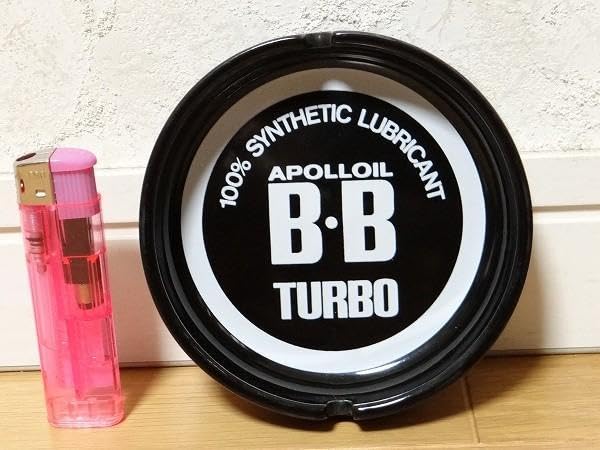 100% SYNTHETIC LUBRICANT
APOLLOIL
B·B
TURBO